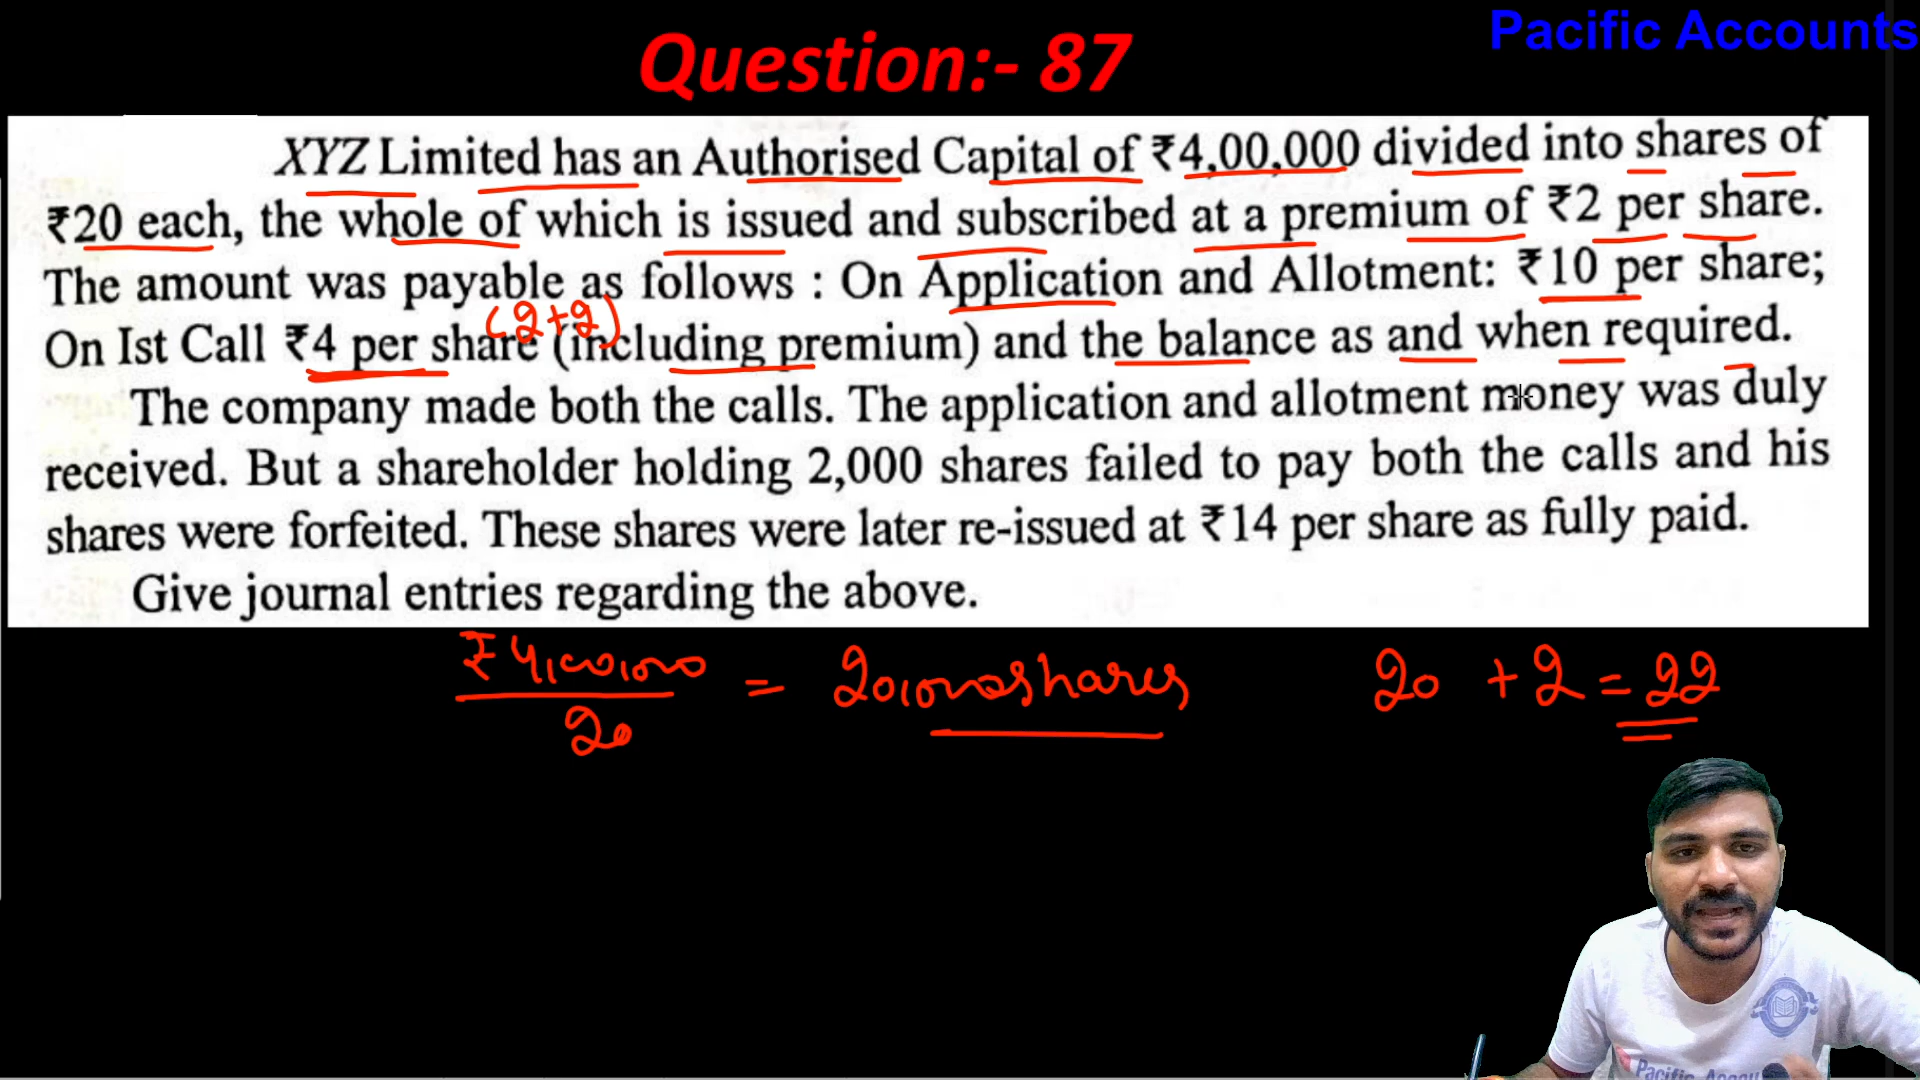 Pacific Accounts
Question:- 87
XYZ Limited has an Authorised Capital of ₹4,00,000 divided into shares of
₹20 each, the whole of which is issued and subscribed at a premium of ₹2 per share.
The amount was payable as follows : On Application and Allotment: ₹10 per share;
(2+2)
On Ist Call ₹4 per share (including premium) and the balance as and when required.
The company made both the calls. The application and allotment money was duly
received. But a shareholder holding 2,000 shares failed to pay both the calls and his
shares were forfeited. These shares were later re-issued at ₹14 per share as fully paid.
Give journal entries regarding the above.
₹4,00,000 / 20 = 20,000 shares 20 + 2 = 22
Pacific Accou